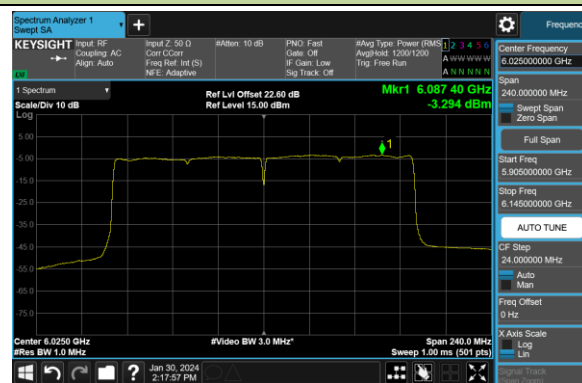 Spectrum Analyzer 1
Swept SA
+
Frequen
KEYSIGHT
Input: RF
Coupling: AC
Align: Auto
Input Z: 50 Ω
Corr CCorr
Freq Ref: Int (S)
NFE: Adaptive
#Atten: 10 dB
PNO: Fast
Gate: Off
IF Gain: Low
Sig Track: Off
#Avg Type: Power (RMS)
Avg|Hold: 1200/1200
Trig: Free Run
1 2 3 4 5 6
A W W W W W
A N N N N N
LXI
Center Frequency
6.025000000 GHz
Span
240.000000 MHz
Swept Span
Zero Span
Full Span
Start Freq
5.905000000 GHz
Stop Freq
6.145000000 GHz
AUTO TUNE
CF Step
24.000000 MHz
Auto
Man
Freq Offset
0 Hz
X Axis Scale
Log
Lin
Signal Track
1 Spectrum
Scale/Div 10 dB
Log
Ref Lvl Offset 22.60 dB
Ref Level 15.00 dBm
Mkr1 6.087 40 GHz
-3.294 dBm
1
5.00
-5.00
-15.0
-25.0
-35.0
-45.0
-55.0
-65.0
-75.0
Center 6.0250 GHz
#Res BW 1.0 MHz
#Video BW 3.0 MHz*
Span 240.0 MHz
Sweep 1.00 ms (501 pts)
?
Jan 30, 2024
2:17:57 PM